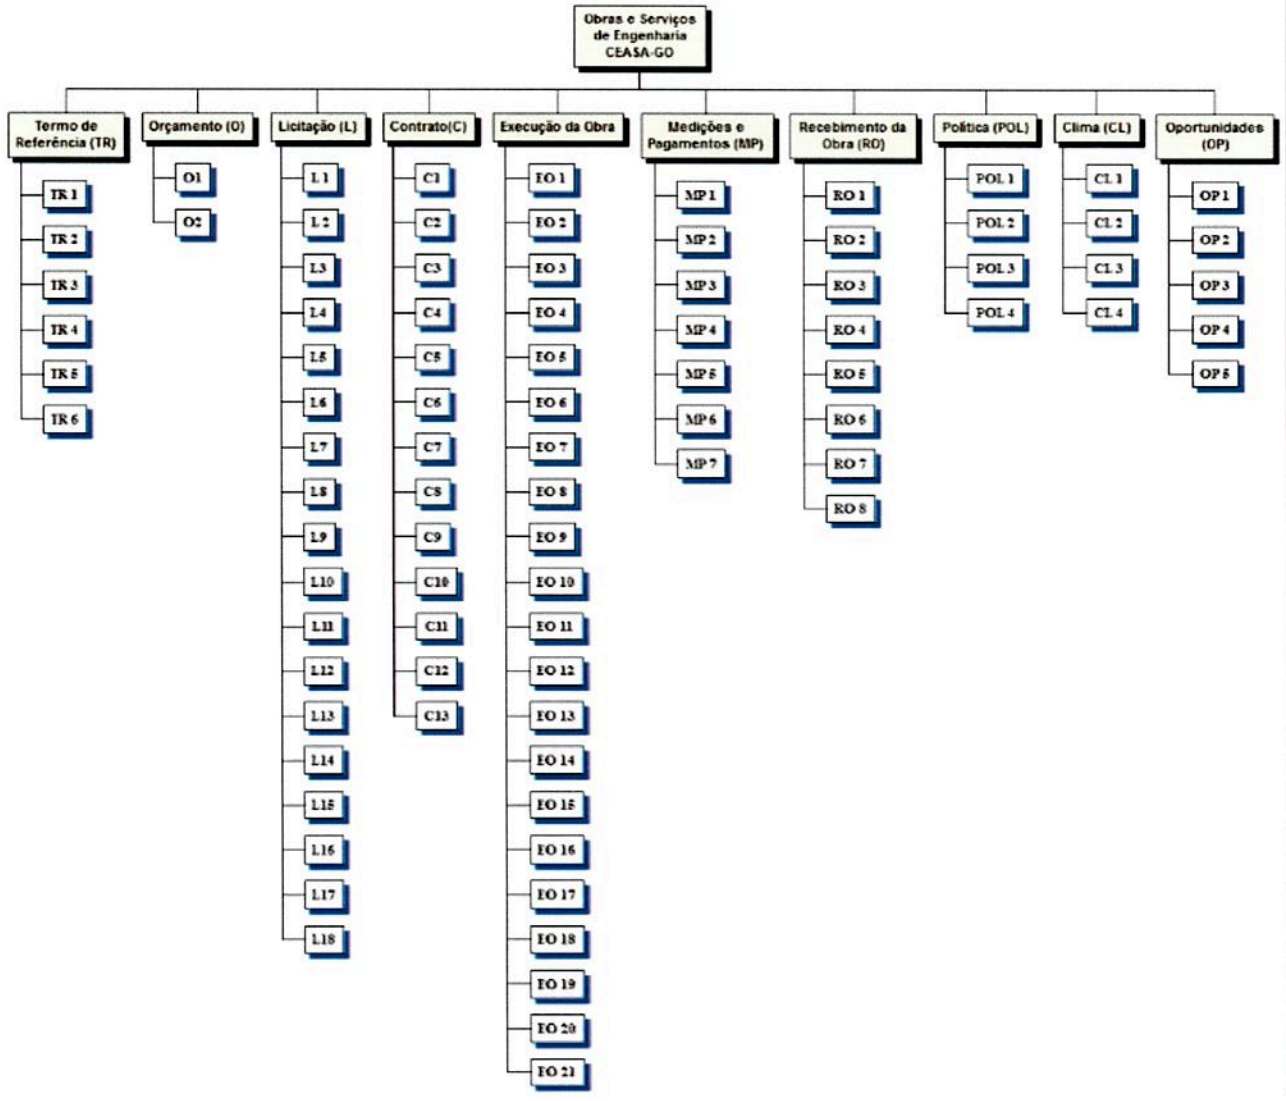 Obras e Serviços
de Engenharia
CEASA-GO
Termo de
Referência (TR)
TR 1
TR 2
TR 3
TR 4
TR 5
TR 6
Orçamento (O)
O1
O2
Licitação (L)
L1
L2
L3
L4
L5
L6
L7
L8
L9
L10
L11
L12
L13
L14
L15
L16
L17
L18
Contrato(C)
C1
C2
C3
C4
C5
C6
C7
C8
C9
C10
C11
C12
C13
Execução da Obra
EO 1
EO 2
EO 3
EO 4
EO 5
EO 6
EO 7
EO 8
EO 9
EO 10
EO 11
EO 12
EO 13
EO 14
EO 15
EO 16
EO 17
EO 18
EO 19
EO 20
EO 21
Medições e
Pagamentos (MP)
MP 1
MP 2
MP 3
MP 4
MP 5
MP 6
MP 7
Recebimento da
Obra (RO)
RO 1
RO 2
RO 3
RO 4
RO 5
RO 6
RO 7
RO 8
Política (POL)
POL 1
POL 2
POL 3
POL 4
Clima (CL)
CL 1
CL 2
CL 3
CL 4
Oportunidades
(OP)
OP 1
OP 2
OP 3
OP 4
OP 5